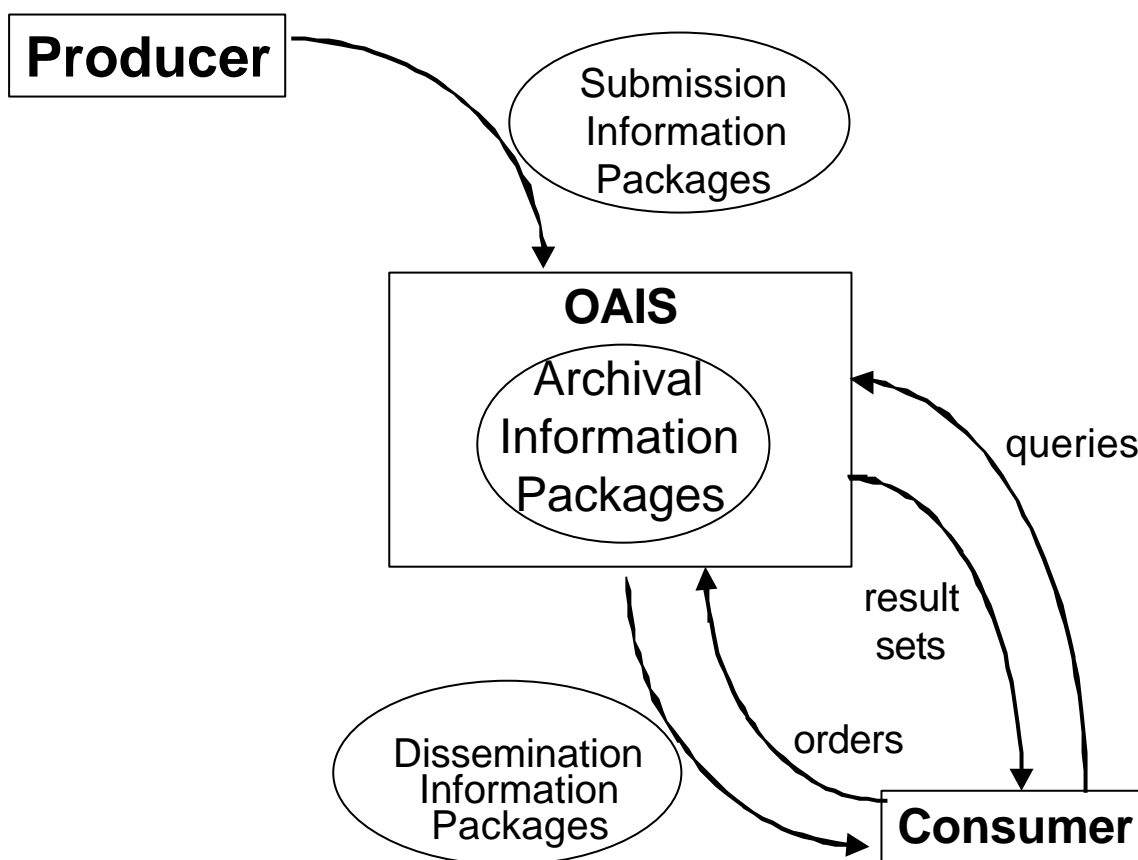 Producer
Submission
Information
Packages
OAIS
Archival
Information
Packages
queries
result
sets
orders
Dissemination
Information
Packages
Consumer